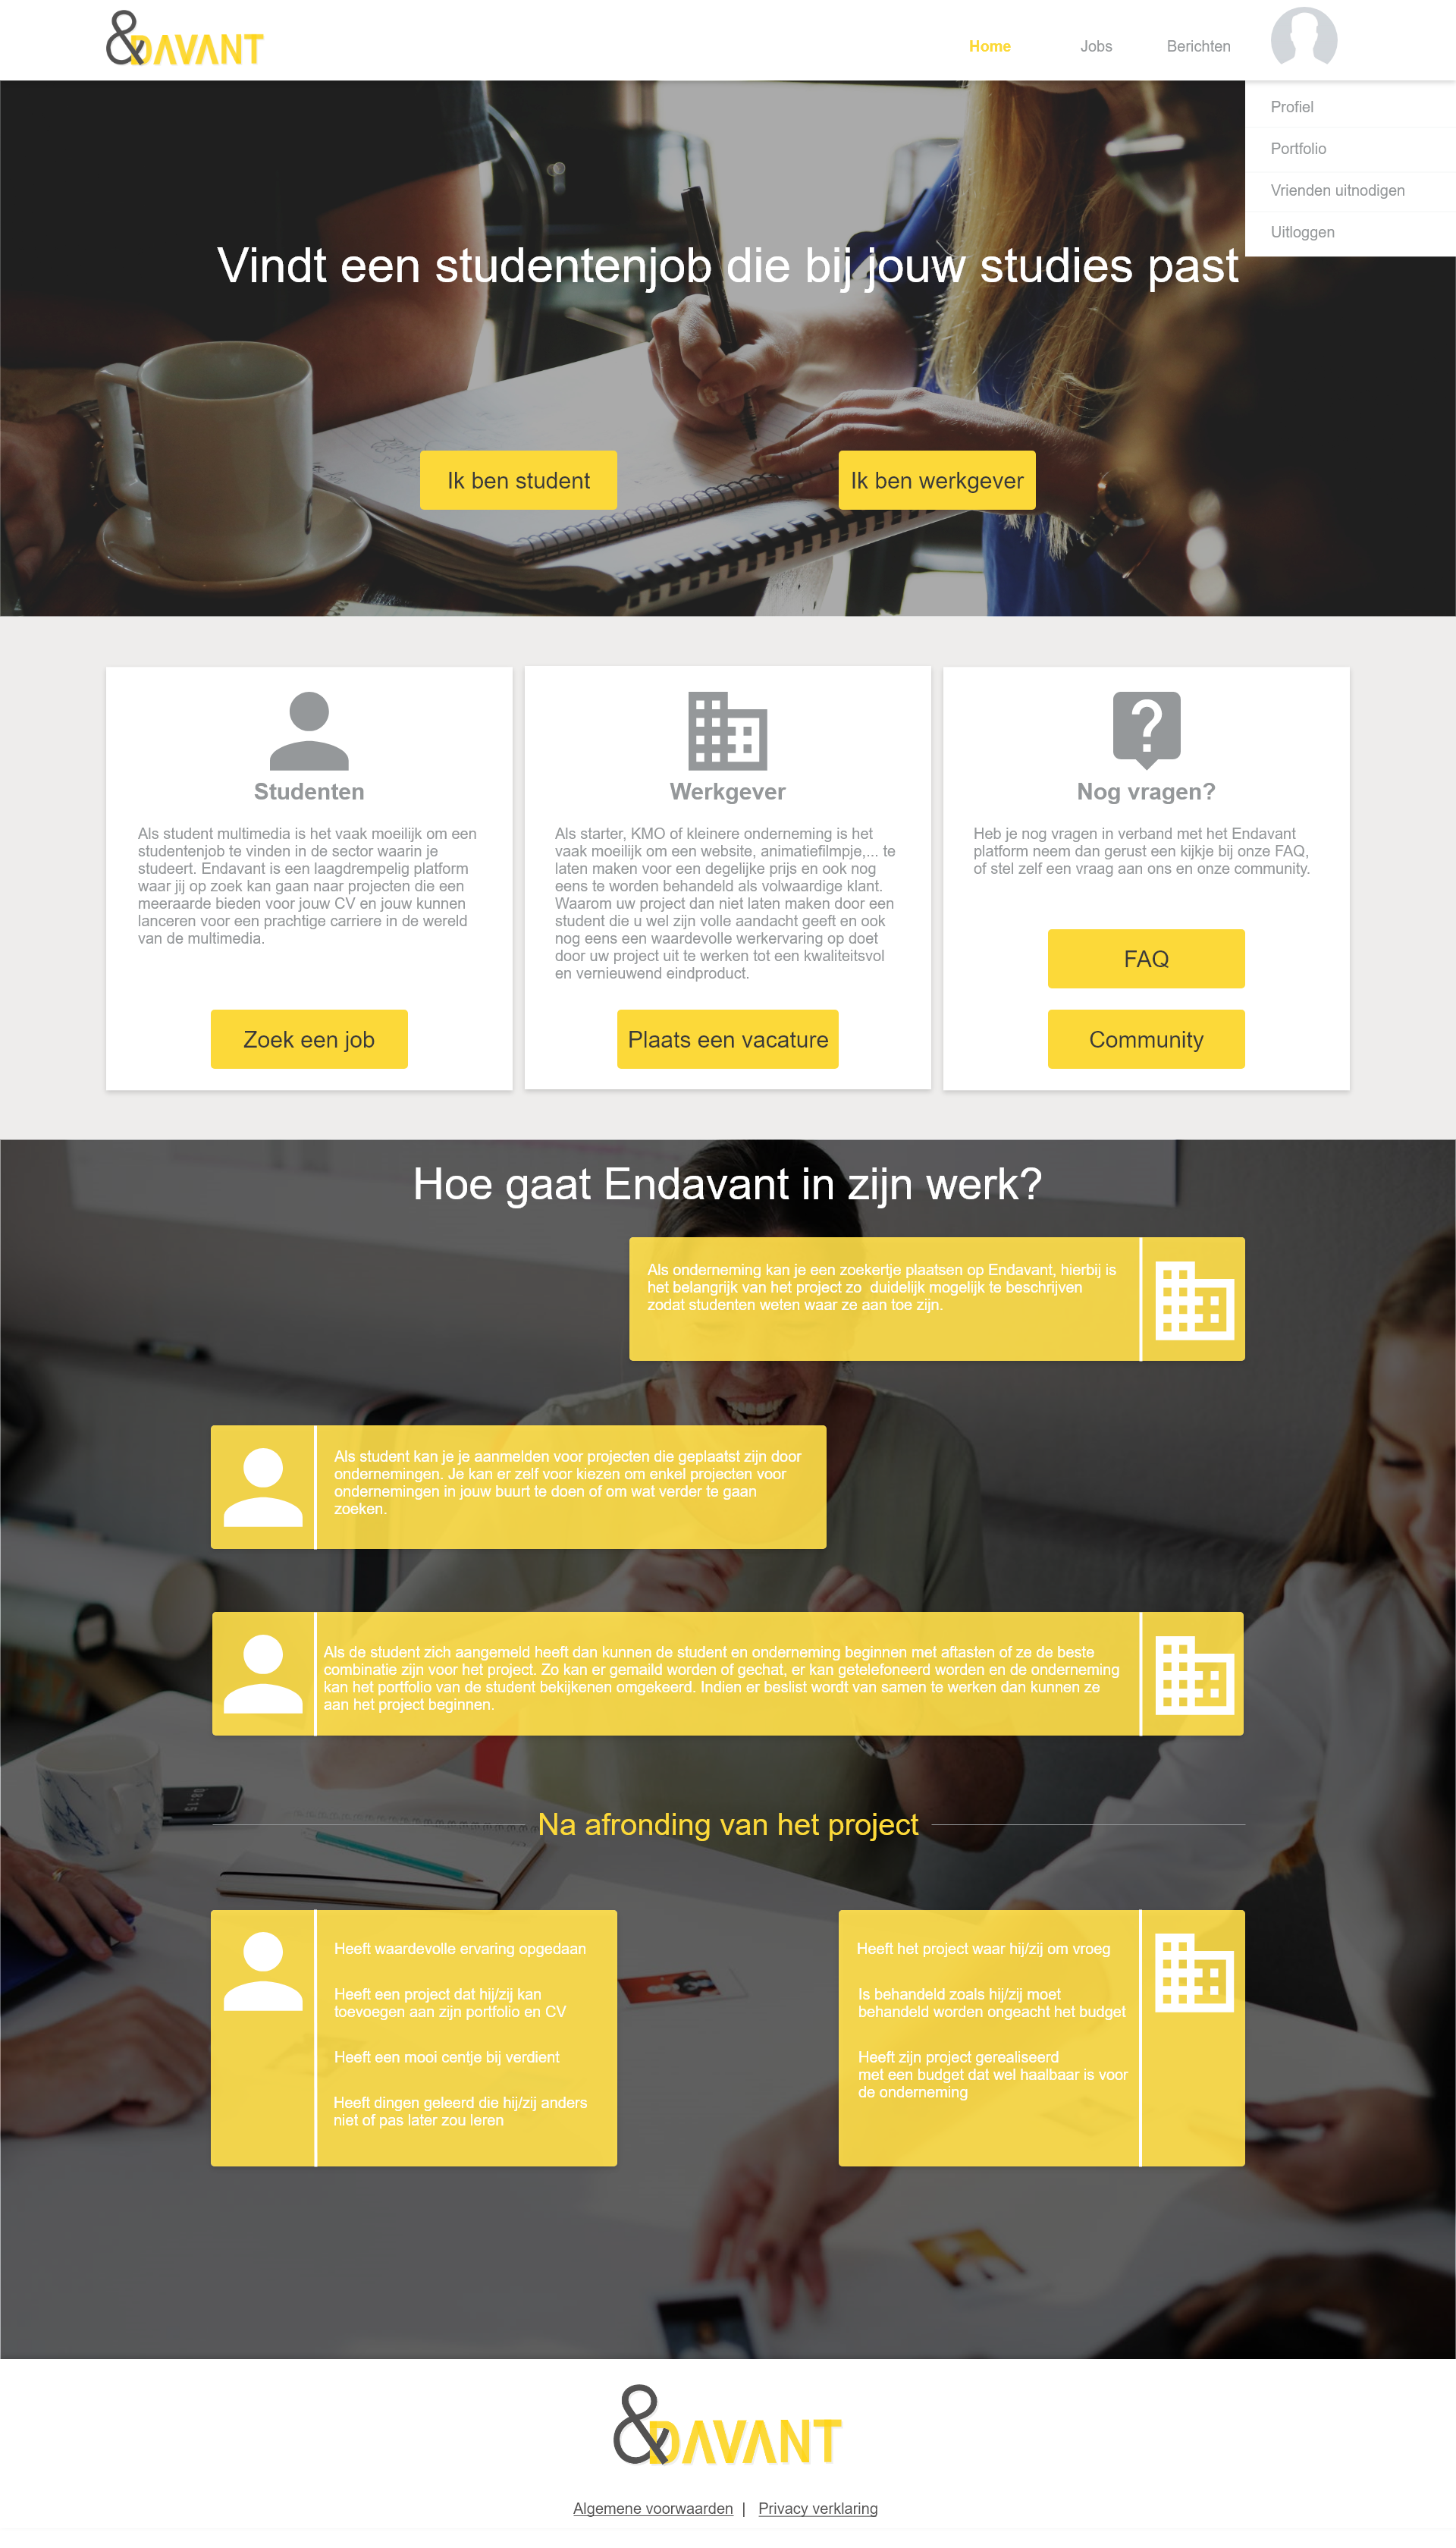 &DAVANT
Home
Jobs
Berichten
Profiel
Portfolio
Vrienden uitnodigen
Uitloggen
Vindt een studentenjob die bij jouw studies past
Ik ben student
Ik ben werkgever
Studenten
Als student multimedia is het vaak moeilijk om een
studentenjob te vinden in de sector waarin je
studeert. Endavant is een laagdrempelig platform
waar jij op zoek kan gaan naar projecten die een
meeraarde bieden voor jouw CV en jouw kunnen
lanceren voor een prachtige carriere in de wereld
van de multimedia.
Zoek een job
Werkgever
Als starter, KMO of kleinere onderneming is het
vaak moeilijk om een website, animatiefilmpje,... te
laten maken voor een degelijke prijs en ook nog
eens te worden behandeld als volwaardige klant.
Waarom uw project dan niet laten maken door een
student die u wel zijn volle aandacht geeft en ook
nog eens een waardevolle werkervaring op doet
door uw project uit te werken tot een kwaliteitsvol
en vernieuwend eindproduct.
Plaats een vacature
Nog vragen?
Heb je nog vragen in verband met het Endavant
platform neem dan gerust een kijkje bij onze FAQ,
of stel zelf een vraag aan ons en onze community.
FAQ
Community
Hoe gaat Endavant in zijn werk?
Als onderneming kan je een zoekertje plaatsen op Endavant, hierbij is
het belangrijk van het project zo  duidelijk mogelijk te beschrijven
zodat studenten weten waar ze aan toe zijn.
Als student kan je je aanmelden voor projecten die geplaatst zijn door
ondernemingen. Je kan er zelf voor kiezen om enkel projecten voor
ondernemingen in jouw buurt te doen of om wat verder te gaan
zoeken.
Als de student zich aangemeld heeft dan kunnen de student en onderneming beginnen met aftasten of ze de beste
combinatie zijn voor het project. Zo kan er gemaild worden of gechat, er kan getelefoneerd worden en de onderneming
kan het portfolio van de student bekijkenen omgekeerd. Indien er beslist wordt van samen te werken dan kunnen ze
aan het project beginnen.
Na afronding van het project
Heeft waardevolle ervaring opgedaan
Heeft een project dat hij/zij kan
toevoegen aan zijn portfolio en CV
Heeft een mooi centje bij verdient
Heeft dingen geleerd die hij/zij anders
niet of pas later zou leren
Heeft het project waar hij/zij om vroeg
Is behandeld zoals hij/zij moet
behandeld worden ongeacht het budget
Heeft zijn project gerealiseerd
met een budget dat wel haalbaar is voor
de onderneming
&DAVANT
Algemene voorwaarden | Privacy verklaring